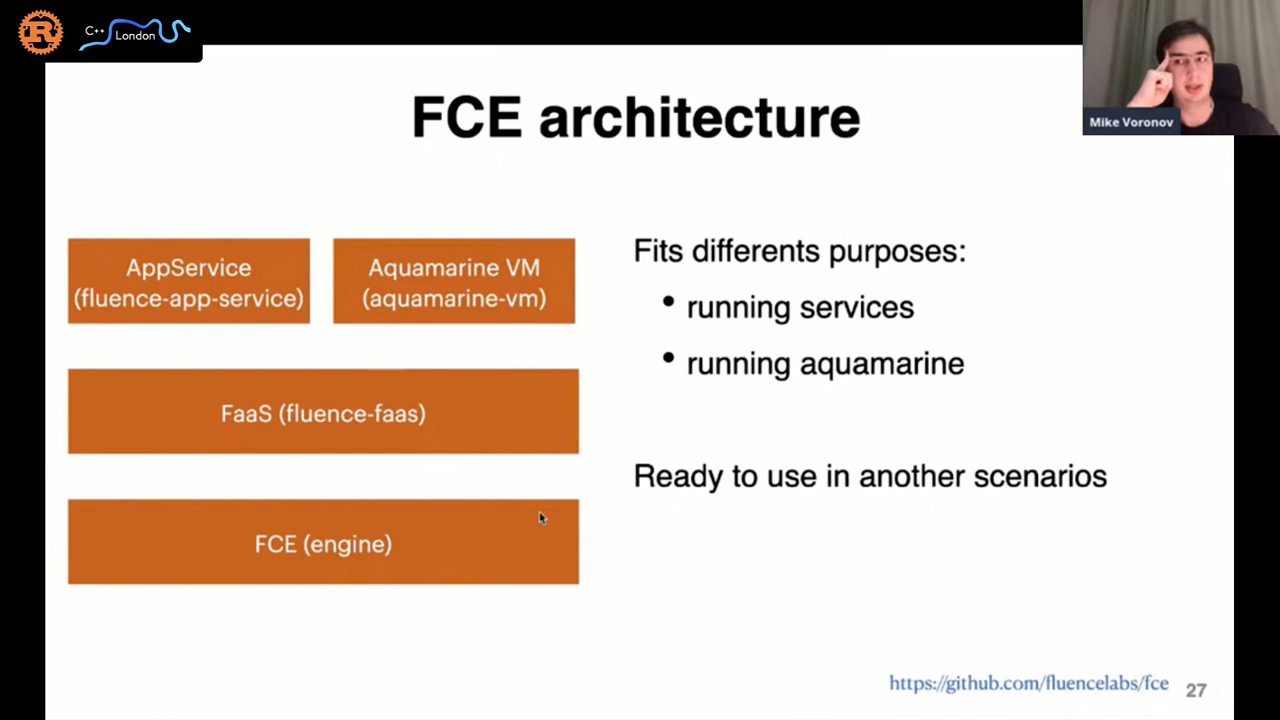 R
C++
London
Mike Voronov
FCE architecture
AppService
(fluence-app-service)
Aquamarine VM
(aquamarine-vm)
FaaS (fluence-faas)
FCE (engine)
Fits differents purposes:
• running services
• running aquamarine
Ready to use in another scenarios
https://github.com/fluencelabs/fce
27